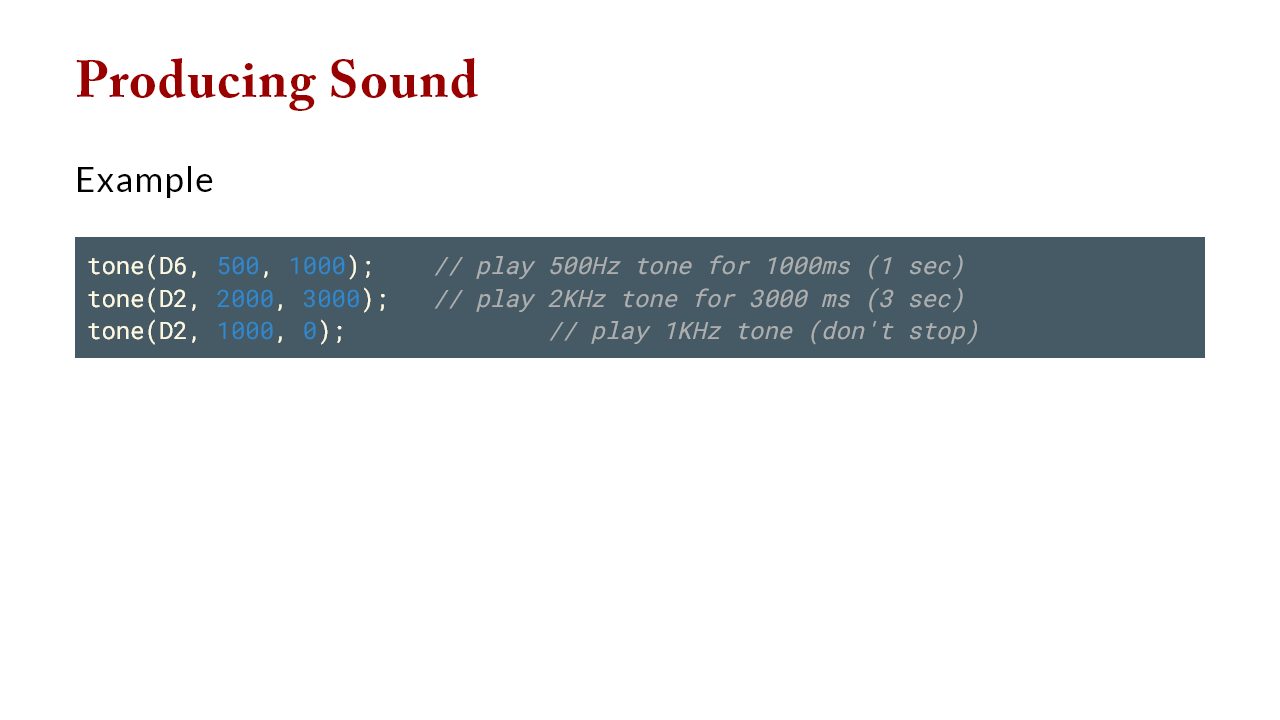 Producing Sound
Example
tone(D6, 500, 1000);    // play 500Hz tone for 1000ms (1 sec)
tone(D2, 2000, 3000);   // play 2KHz tone for 3000 ms (3 sec)
tone(D2, 1000, 0);              // play 1KHz tone (don't stop)